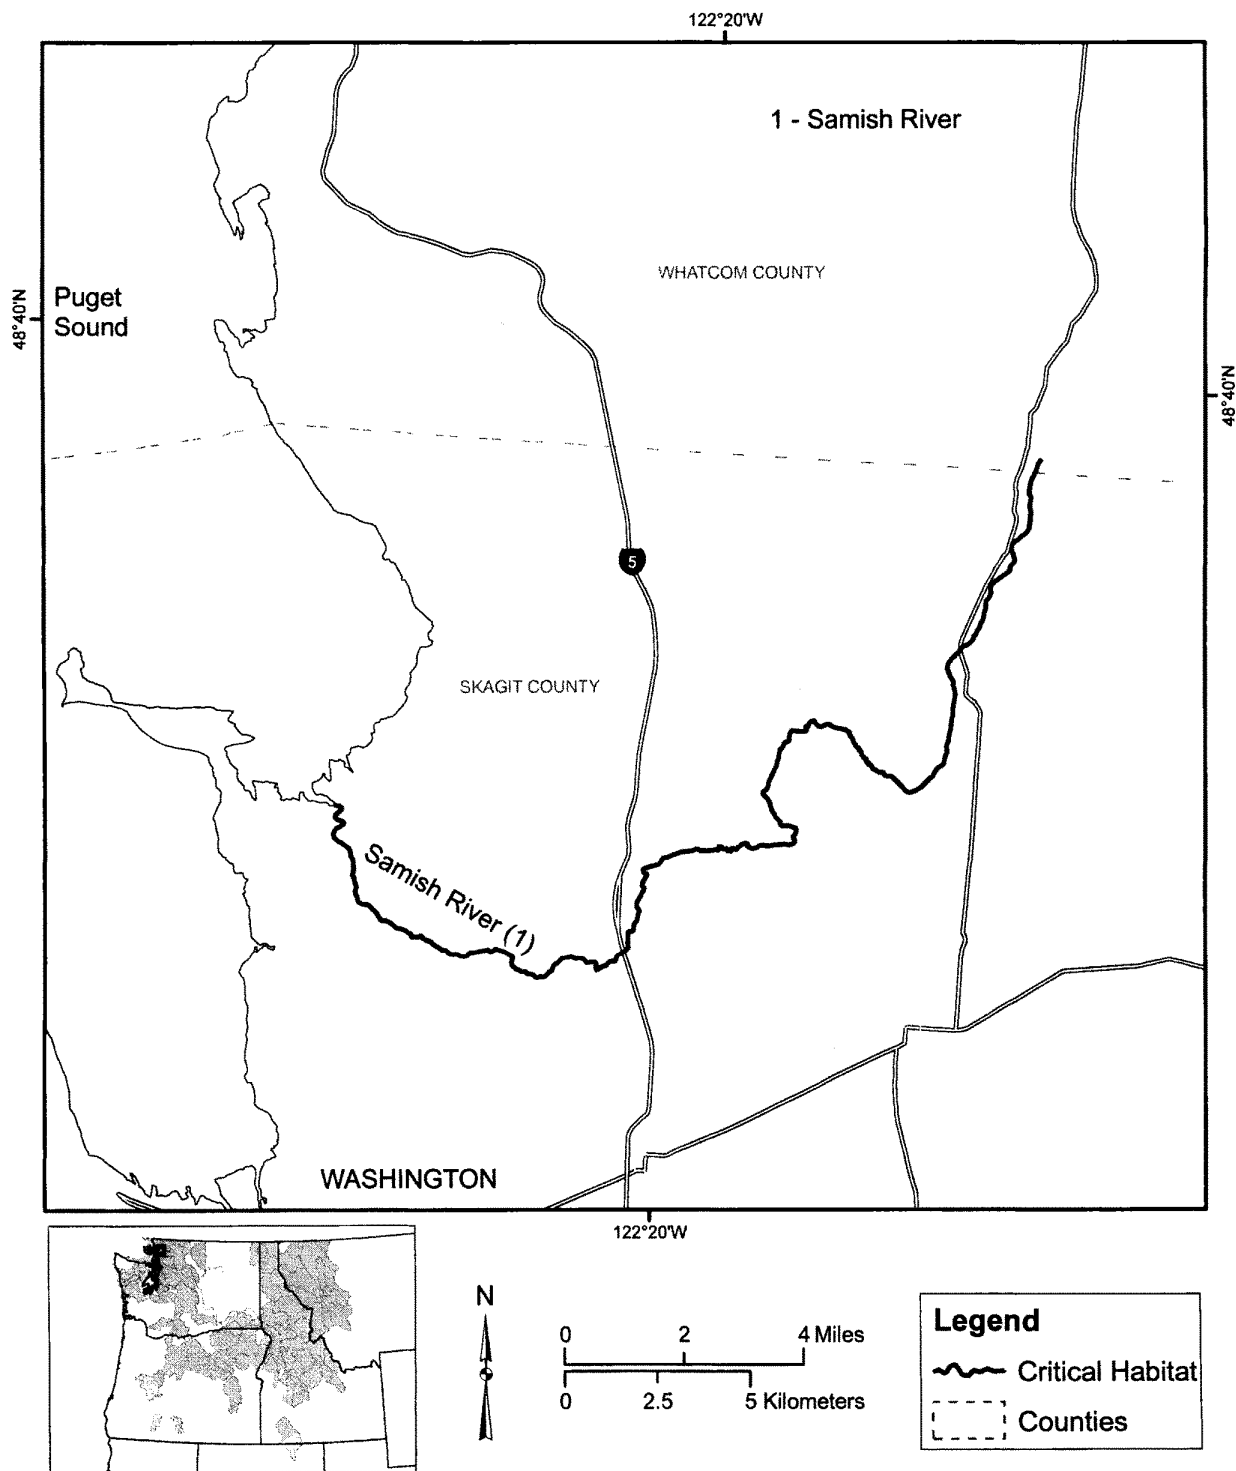 122°20'W
1 - Samish River
WHATCOM COUNTY
Puget
Sound
48°40'N
48°40'N
5
SKAGIT COUNTY
Samish River (1)
WASHINGTON
122°20'W
N
0 2 4 Miles
0 2.5 5 Kilometers
Legend
Critical Habitat
Counties